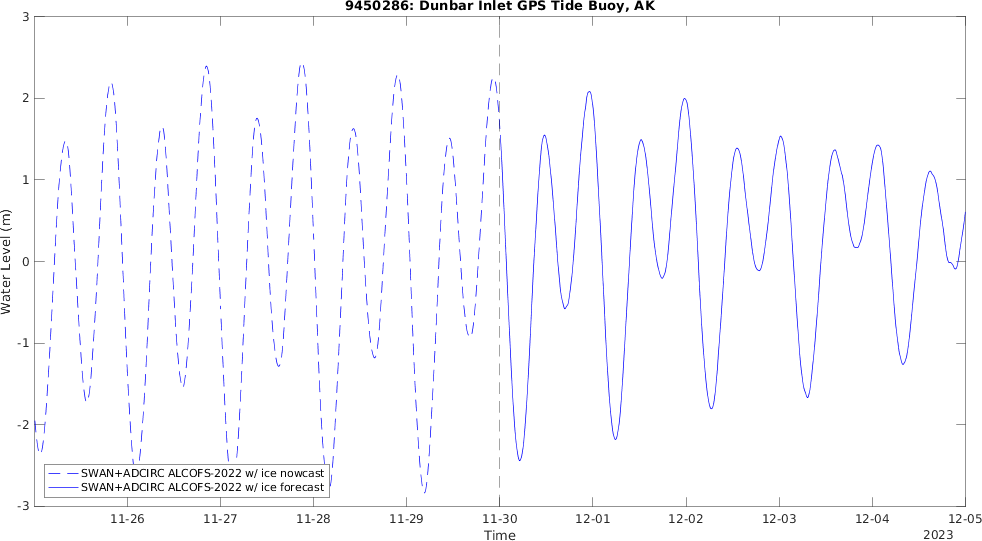 9450286: Dunbar Inlet GPS Tide Buoy, AK
3
2
1
0
-1
-2
-3
Water Level (m)
SWAN+ADCIRC ALCOFS-2022 w/ ice nowcast
SWAN+ADCIRC ALCOFS-2022 w/ ice forecast
11-26 11-27 11-28 11-29 11-30 12-01 12-02 12-03 12-04 12-05
Time
2023